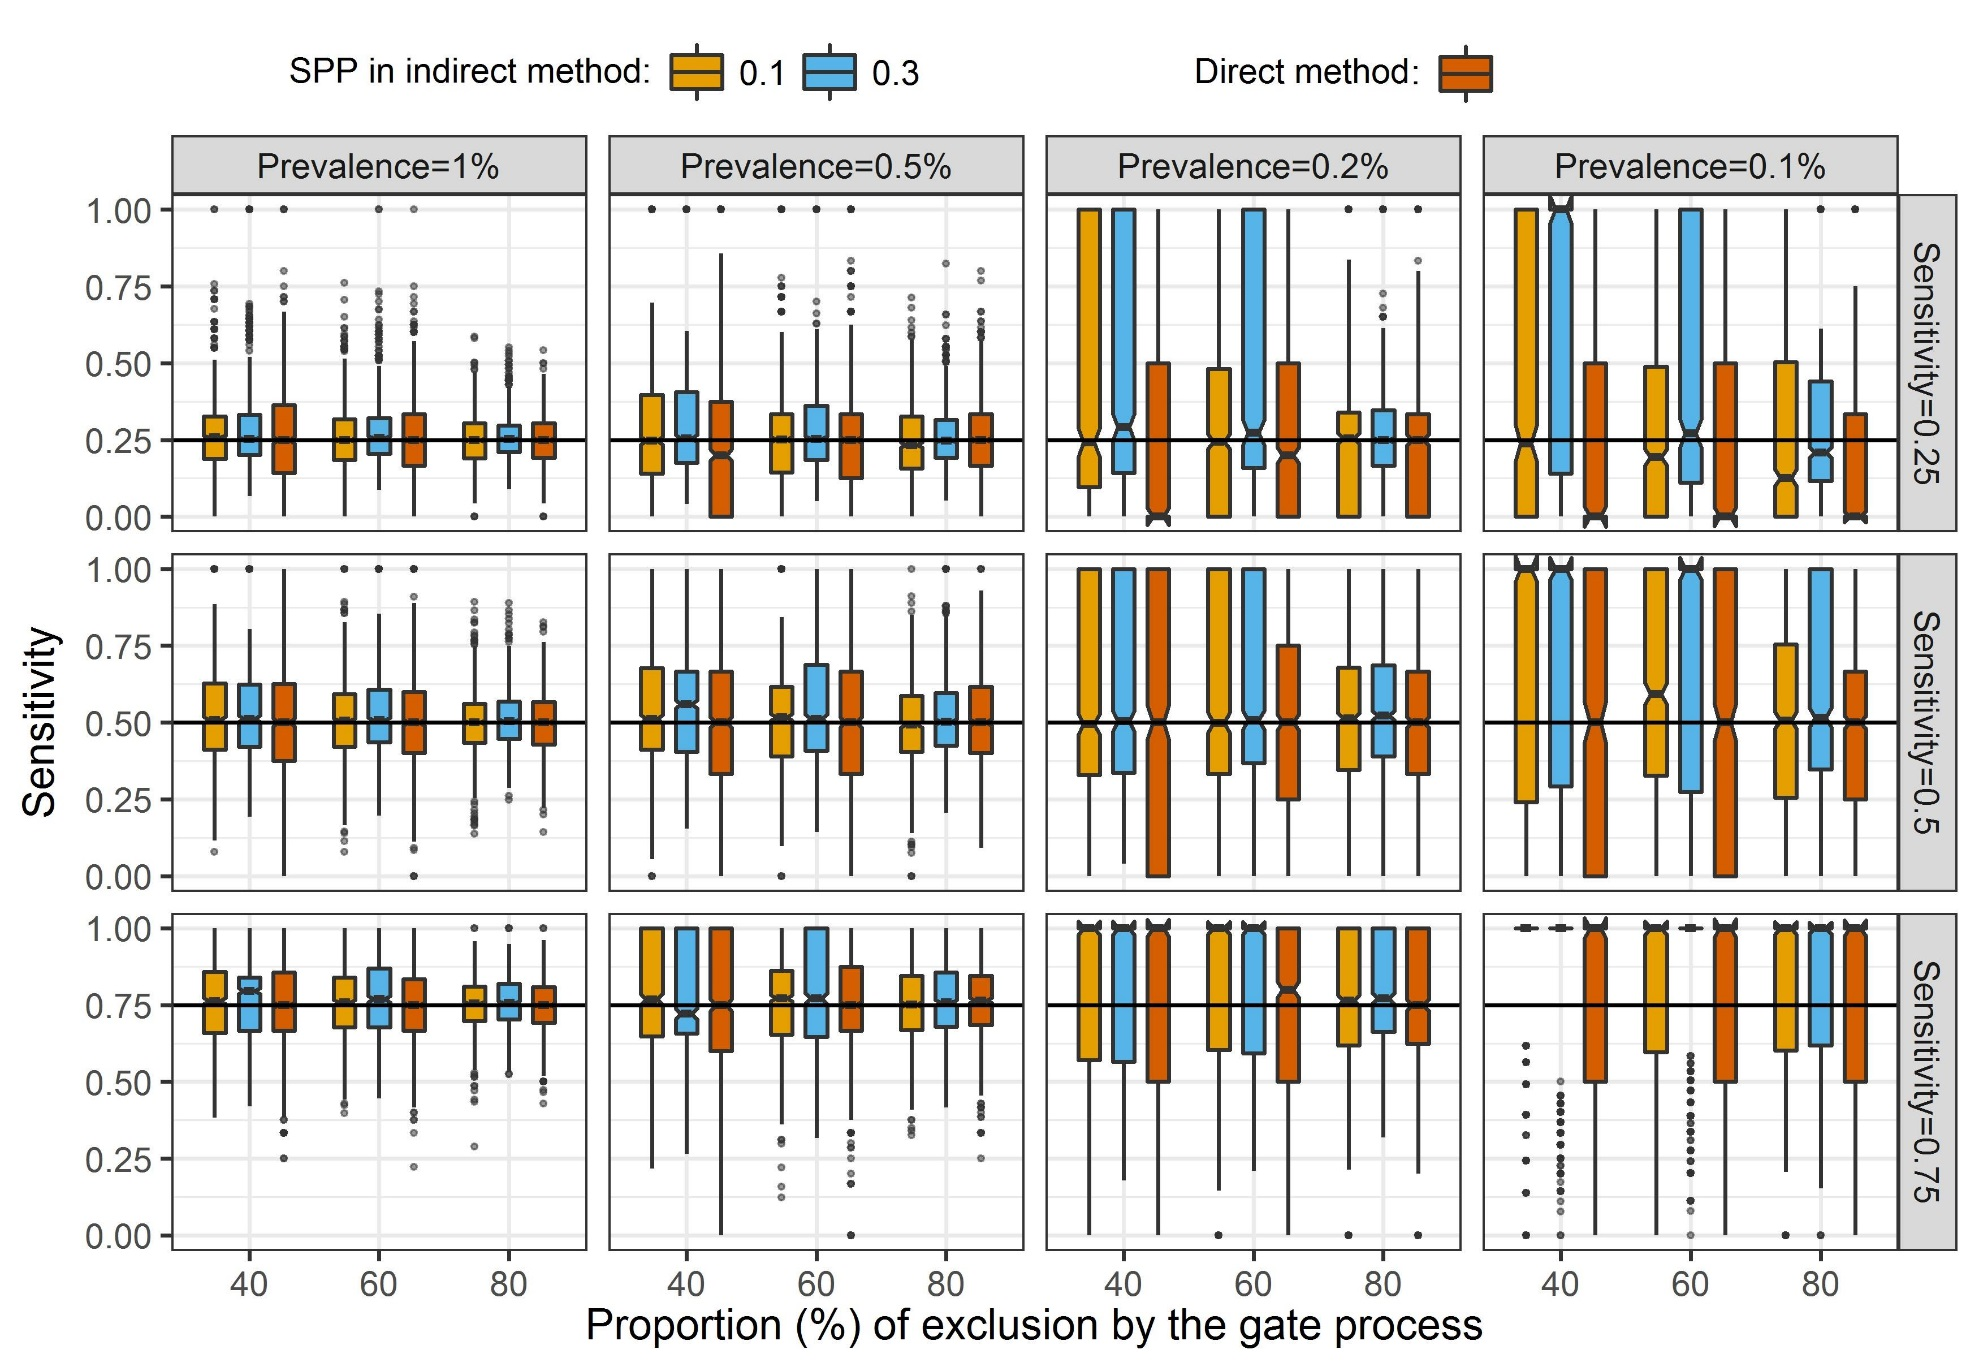 SPP in indirect method: 0.1 0.3 Direct method:
Prevalence=1% Prevalence=0.5% Prevalence=0.2% Prevalence=0.1%
Sensitivity
1.00
0.75
0.50
0.25
0.00
Sensitivity=0.25
1.00
0.75
0.50
0.25
0.00
Sensitivity=0.5
1.00
0.75
0.50
0.25
0.00
Sensitivity=0.75
40 60 80 40 60 80 40 60 80 40 60 80
Proportion (%) of exclusion by the gate process